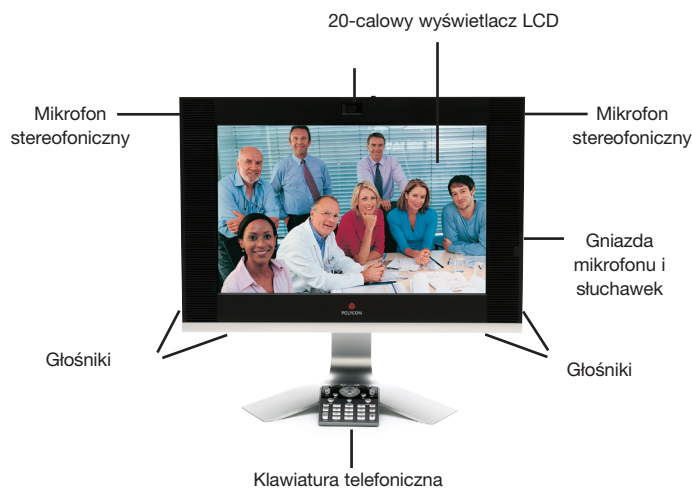 20-calowy wyświetlacz LCD
Mikrofon
stereofoniczny
Mikrofon
stereofoniczny
Gniazda
mikrofonu i
słuchawek
POLYCOM
Głośniki
Głośniki
Klawiatura telefoniczna